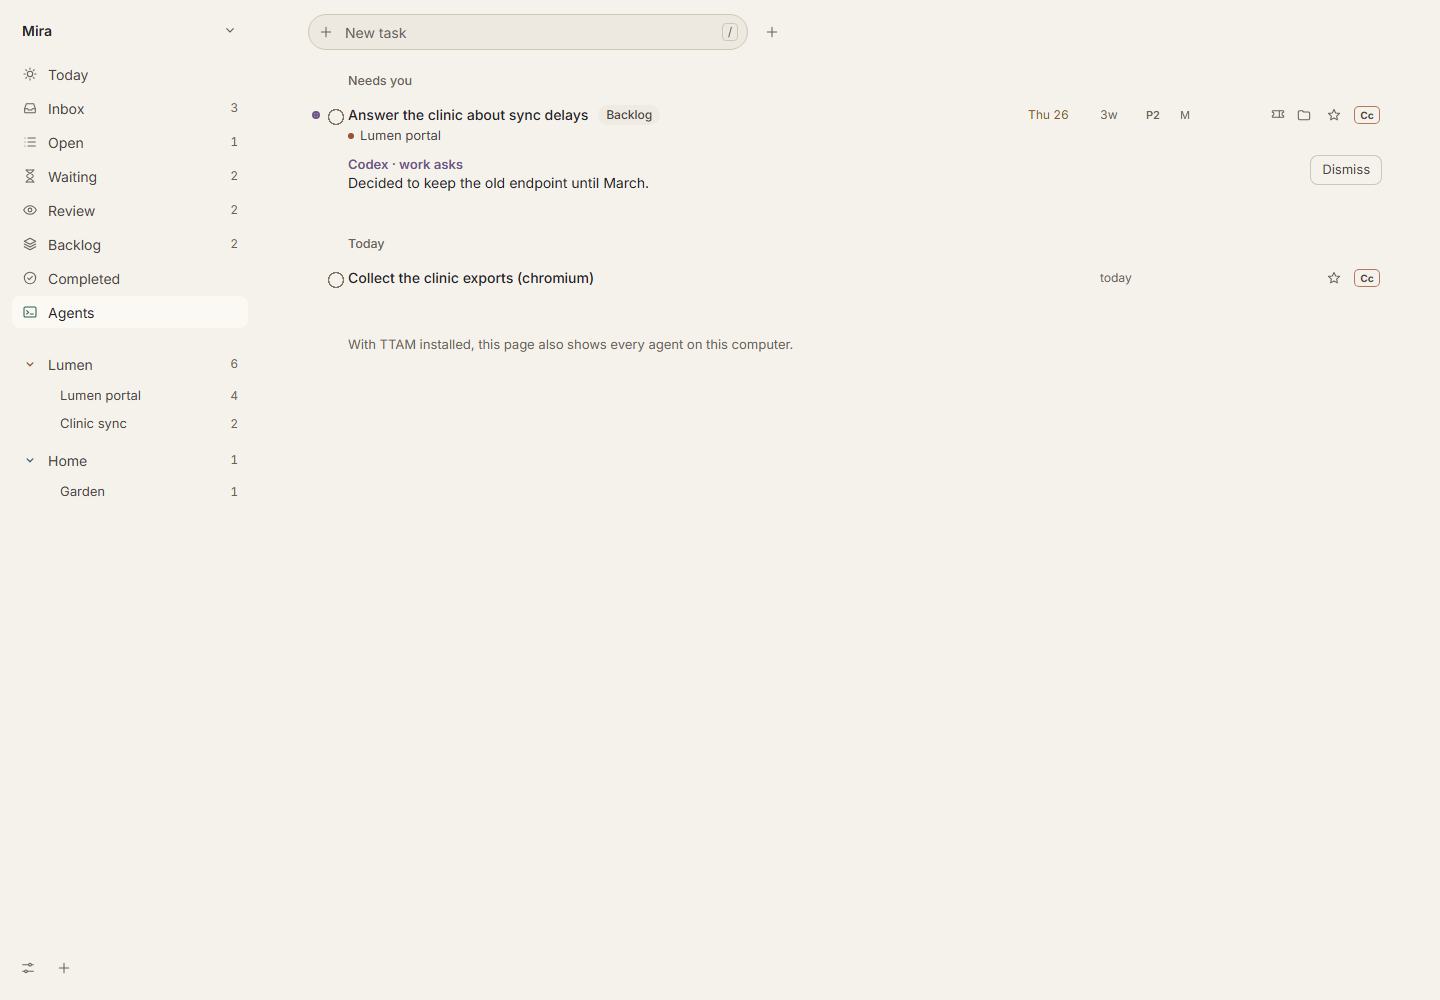 Mira
Today
Inbox 3
Open 1
Waiting 2
Review 2
Backlog 2
Completed
Agents
Lumen 6
Lumen portal 4
Clinic sync 2
Home 1
Garden 1
New task /
Needs you
Answer the clinic about sync delays Backlog Thu 26 3w P2 M Cc
Lumen portal
Codex · work asks
Decided to keep the old endpoint until March.
Dismiss
Today
Collect the clinic exports (chromium) today Cc
With TTAM installed, this page also shows every agent on this computer.